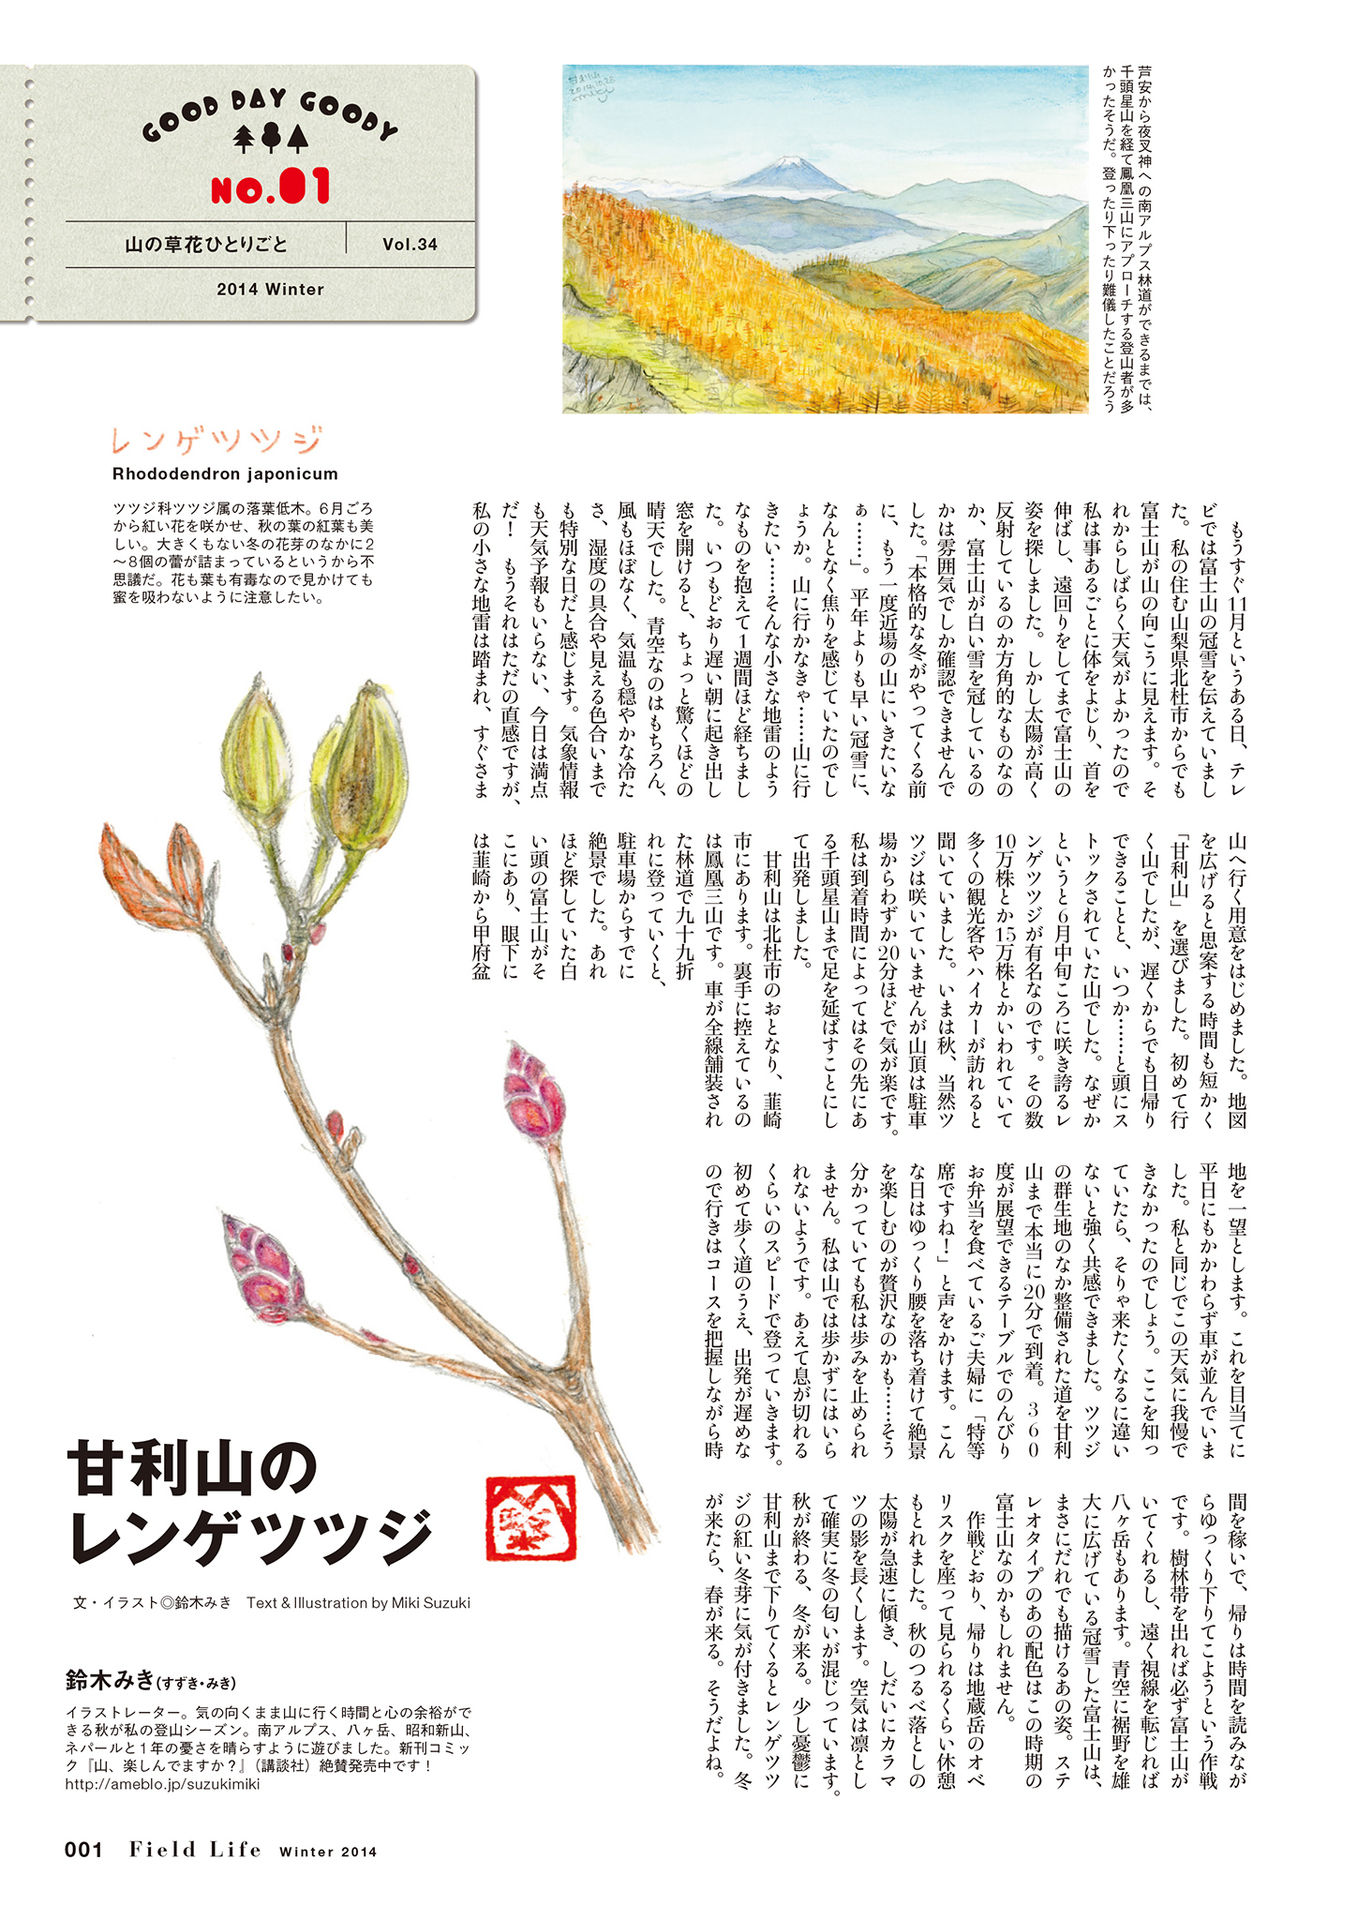 GOOD DAY GOODY
NO.01
山の草花ひとりごと
Vol.34
2014 Winter
甘利山
2014.10.28
miki
芦安から夜叉神への南アルプス林道ができるまでは、
千頭星山を経て鳳凰三山にアプローチする登山者が多
かったそうだ。登ったり下ったり難儀したことだろう
レンゲツツジ
Rhododendron japonicum
ツツジ科ツツジ属の落葉低木。6月ごろ
から紅い花を咲かせ、秋の葉の紅葉も美
しい。大きくもない冬の花芽のなかに2
〜8個の蕾が詰まっているというから不
思議だ。花も葉も有毒なので見かけても
蜜を吸わないように注意したい。
もうすぐ11月というある日、テレ
ビでは富士山の冠雪を伝えていまし
た。私の住む山梨県北杜市からでも
富士山が山の向こうに見えます。そ
れからしばらく天気がよかったので
私は事あるごとに体をよじり、首を
伸ばし、遠回りをしてまで富士山の
姿を探しました。しかし太陽が高く
反射しているのか方角的なものなの
か、富士山が白い雪を冠しているの
かは雰囲気でしか確認できませんで
した。「本格的な冬がやってくる前
に、もう一度近場の山にいきたいな
ぁ……」。平年よりも早い冠雪に、
なんとなく焦りを感じていたのでし
ょうか。山に行かなきゃ……山に行
きたい……そんな小さな地雷のよう
なものを抱えて1週間ほど経ちまし
た。いつもどおり遅い朝に起き出し
窓を開けると、ちょっと驚くほどの
晴天でした。青空なのはもちろん、
風もほぼなく、気温も穏やかな冷た
さ、湿度の具合や見える色合いまで
も特別な日だと感じます。気象情報
も天気予報もいらない、今日は満点
だ！　もうそれはただの直感ですが、
私の小さな地雷は踏まれ、すぐさま
山へ行く用意をはじめました。地図
を広げると思案する時間も短かく
「甘利山」を選びました。初めて行
く山でしたが、遅くからでも日帰り
できることと、いつか……と頭にス
トックされていた山でした。なぜか
というと6月中旬ころに咲き誇るレ
ンゲツツジが有名なのです。その数
10万株とか15万株とかいわれていて
多くの観光客やハイカーが訪れると
聞いていました。いまは秋、当然ツ
ツジは咲いていませんが山頂は駐車
場からわずか20分ほどで気が楽です。
私は到着時間によってはその先にあ
る千頭星山まで足を延ばすことにし
て出発しました。
甘利山は北杜市のおとなり、韮崎
市にあります。裏手に控えているの
は鳳凰三山です。車が全線舗装され
た林道で九十九折
れに登っていくと、
駐車場からすでに
絶景でした。あれ
ほど探していた白
い頭の富士山がそ
こにあり、眼下に
は韮崎から甲府盆
地を一望とします。これを目当てに
平日にもかかわらず車が並んでいま
した。私と同じでこの天気に我慢で
きなかったのでしょう。ここを知っ
ていたら、そりゃ来たくなるに違い
ないと強く共感できました。ツツジ
の群生地のなか整備された道を甘利
山まで本当に20分で到着。360
度が展望できるテーブルでのんびり
お弁当を食べているご夫婦に「特等
席ですね！」と声をかけます。こん
な日はゆっくり腰を落ち着けて絶景
を楽しむのが贅沢なのかも……そう
分かっていても私は歩みを止められ
ません。私は山では歩かずにはいら
れないようです。あえて息が切れる
くらいのスピードで登っていきます。
初めて歩く道のうえ、出発が遅めな
ので行きはコースを把握しながら時
間を稼いで、帰りは時間を読みなが
らゆっくり下りてこようという作戦
です。樹林帯を出れば必ず富士山が
いてくれるし、遠く視線を転じれば
八ヶ岳もあります。青空に裾野を雄
大に広げている冠雪した富士山は、
まさにだれでも描けるあの姿。ステ
レオタイプのあの配色はこの時期の
富士山なのかもしれません。
作戦どおり、帰りは地蔵岳のオベ
リスクを座って見られるくらい休憩
もとれました。秋のつるべ落としの
太陽が急速に傾き、しだいにカラマ
ツの影を長くします。空気は凛とし
て確実に冬の匂いが混じっています。
秋が終わる、冬が来る。少し憂鬱に
甘利山まで下りてくるとレンゲツツ
ジの紅い冬芽に気が付きました。冬
が来たら、春が来る。そうだよね。
甘利山の
レンゲツツジ
文・イラスト◎鈴木みき　Text & Illustration by Miki Suzuki
鈴木みき(すずき・みき)
イラストレーター。気の向くまま山に行く時間と心の余裕がで
きる秋が私の登山シーズン。南アルプス、八ヶ岳、昭和新山、
ネパールと1年の憂さを晴らすように遊びました。新刊コミッ
ク『山、楽しんでますか？』（講談社）絶賛発売中です！
http://ameblo.jp/suzukimiki
001 Field Life Winter 2014